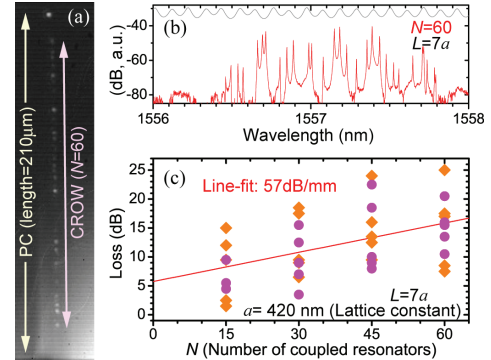 (a)
PC (length=210μm)
CROW (N=60)
(b)
N=60
L=7a
(dB, a.u.)
-40
-60
-80
1556
1557
1558
Wavelength (nm)
(c)
Line-fit: 57dB/mm
Loss (dB)
25
20
15
10
5
0
L=7a
a= 420 nm (Lattice constant)
0
15
30
45
60
N (Number of coupled resonators)